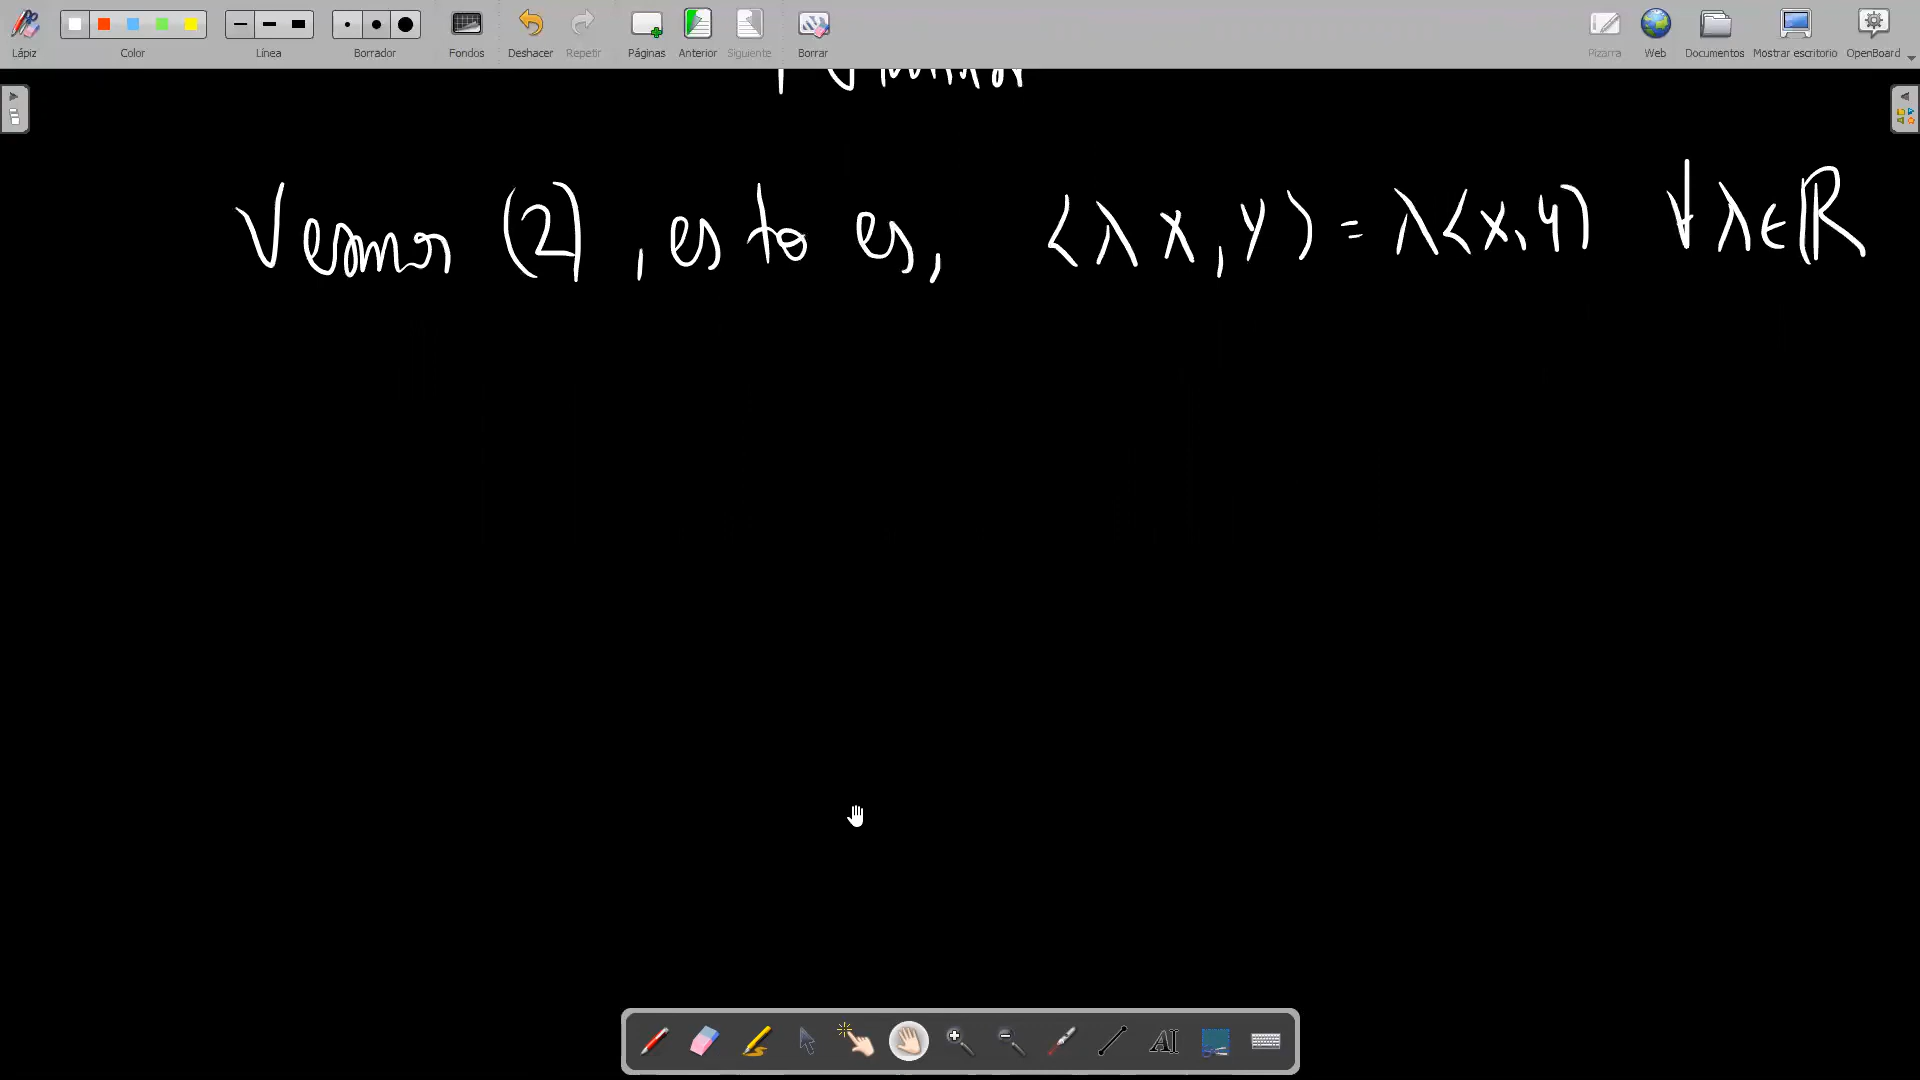 Lápiz Color Línea Borrador Fondos Deshacer Repetir Páginas Anterior Siguiente Borrar Pizarra Web Documentos Mostrar escritorio OpenBoard
Veamos (2), esto es, ⟨λx,y⟩ = λ⟨x,y⟩ ∀λ∈ℝ